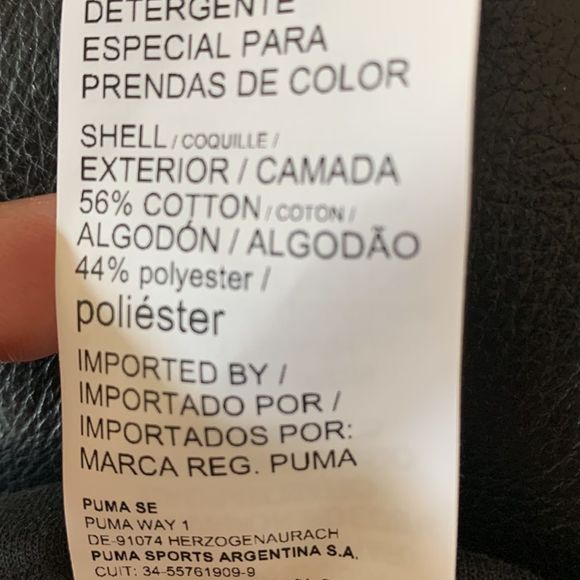 DETERGENTE
ESPECIAL PARA
PRENDAS DE COLOR
SHELL / COQUILLE /
EXTERIOR / CAMADA
56% COTTON / COTON /
ALGODÓN / ALGODÃO
44% polyester /
poliéster
IMPORTED BY /
IMPORTADO POR /
IMPORTADOS POR:
MARCA REG. PUMA
PUMA SE
PUMA WAY 1
DE-91074 HERZOGENAURACH
PUMA SPORTS ARGENTINA S.A.
CUIT: 34-55761909-9